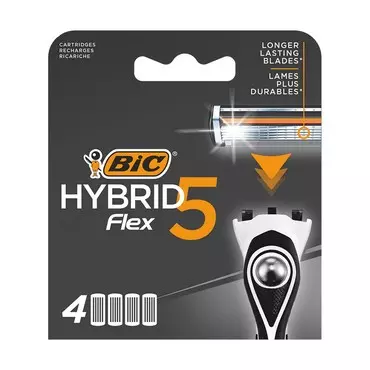 CARTRIDGES
RECHARGES
RICARICHE
LONGER
LASTING
BLADES*
LAMES
PLUS
DURABLES*
BIC
HYBRID 5
Flex
4